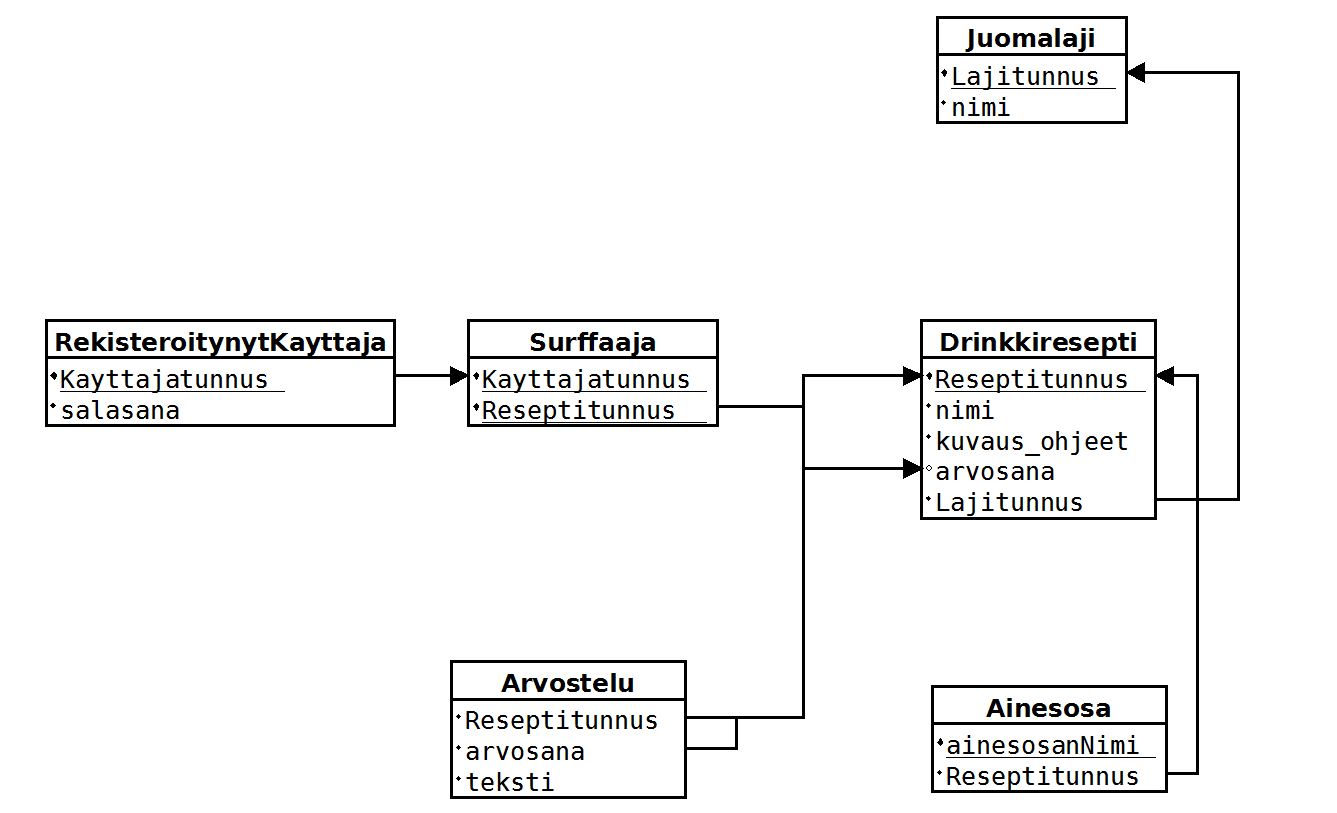 Juomalaji
Lajitunnus
nimi
RekisteroitynytKayttaja
Kayttajatunnus
salasana
Surffaaja
Kayttajatunnus
Reseptitunnus
Drinkkiresepti
Reseptitunnus
nimi
kuvaus_ohjeet
arvosana
Lajitunnus
Arvostelu
Reseptitunnus
arvosana
teksti
Ainesosa
ainesosanNimi
Reseptitunnus